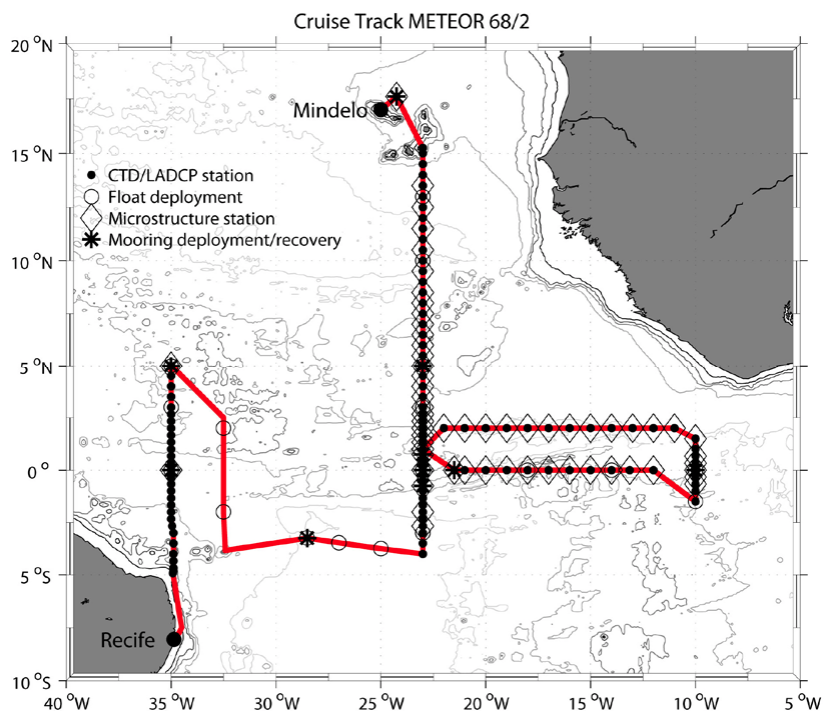 Cruise Track METEOR 68/2
20 °N
Mindelo
15 °N
CTD/LADCP station
Float deployment
Microstructure station
Mooring deployment/recovery
10 °N
5 °N
0 °
5 °S
Recife
10 °S
40 °W 35 °W 30 °W 25 °W 20 °W 15 °W 10 °W 5 °W